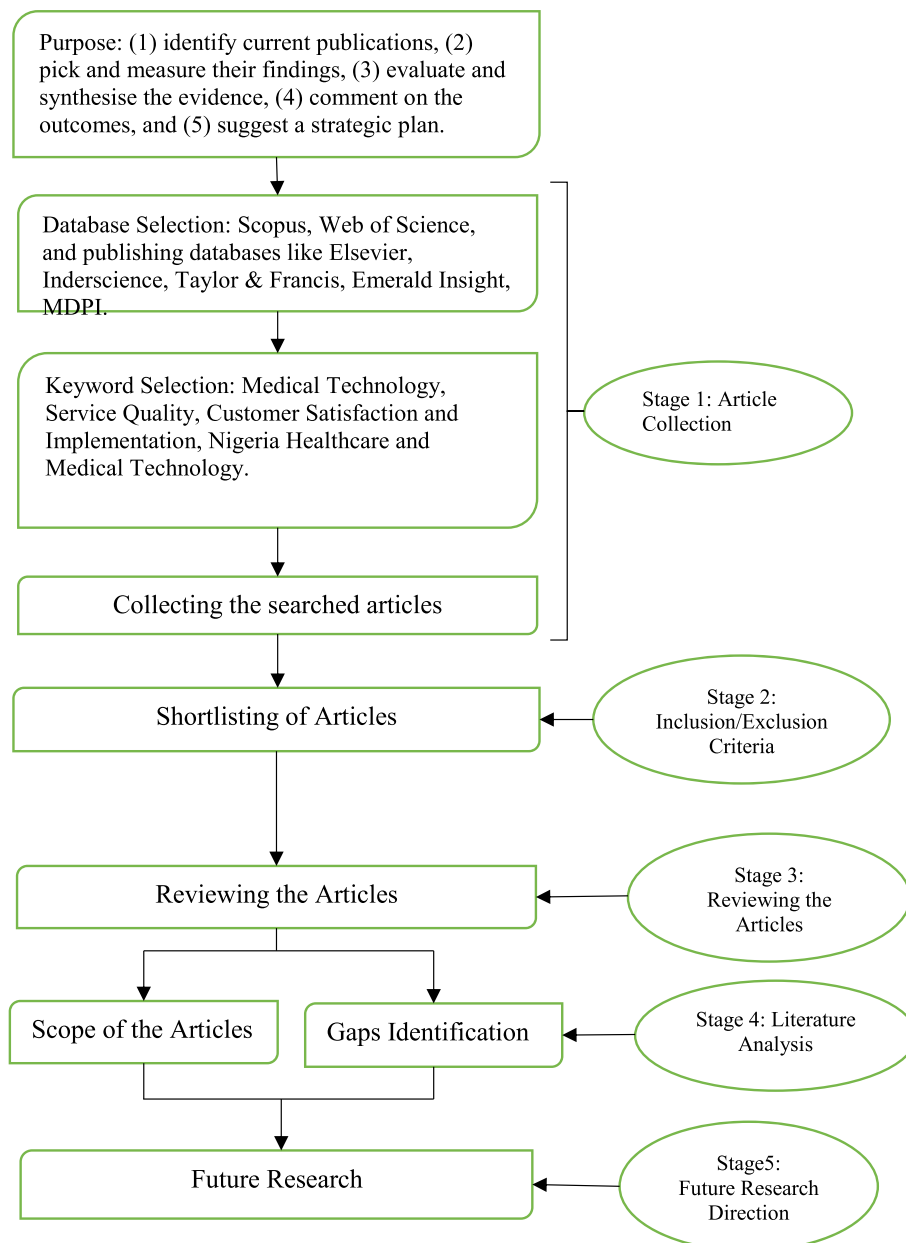 Purpose: (1) identify current publications, (2)
pick and measure their findings, (3) evaluate and
synthesise the evidence, (4) comment on the
outcomes, and (5) suggest a strategic plan.
Database Selection: Scopus, Web of Science,
and publishing databases like Elsevier,
Inderscience, Taylor & Francis, Emerald Insight,
MDPI.
Keyword Selection: Medical Technology,
Service Quality, Customer Satisfaction and
Implementation, Nigeria Healthcare and
Medical Technology.
Stage 1: Article
Collection
Collecting the searched articles
Shortlisting of Articles
Stage 2:
Inclusion/Exclusion
Criteria
Reviewing the Articles
Stage 3:
Reviewing the
Articles
Scope of the Articles
Gaps Identification
Stage 4: Literature
Analysis
Future Research
Stage5:
Future Research
Direction